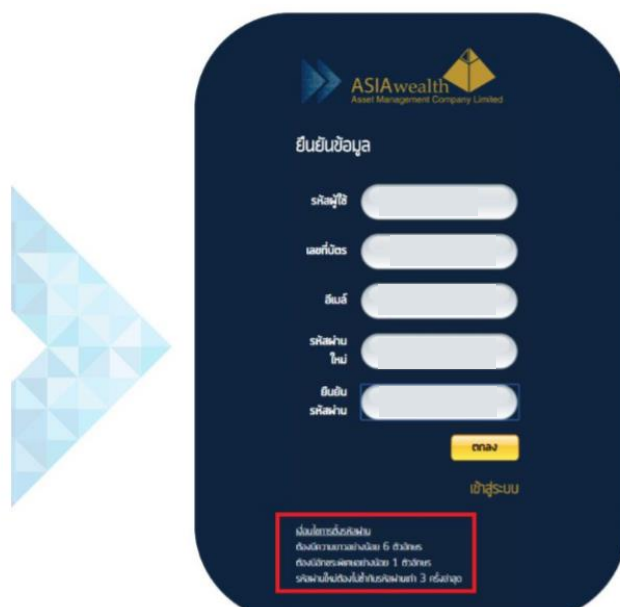 ASIAwealth
Asset Management Company Limited
ยืนยันข้อมูล
รหัสผู้ใช้
เลขที่บัตร
อีเมล์
รหัสผ่าน
ใหม่
ยืนยัน
รหัสผ่าน
ตกลง
เข้าสู่ระบบ
เงื่อนไขการตั้งรหัสผ่าน
ต้องมีความยาวอย่างน้อย 6 ตัวอักษร
ต้องมีอักขระพิเศษอย่างน้อย 1 ตัวอักษร
รหัสผ่านใหม่ต้องไม่ซ้ำกับรหัสผ่านเก่า 3 ครั้งล่าสุด